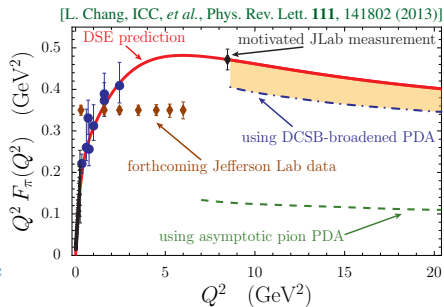 [L. Chang, ICC, et al., Phys. Rev. Lett. 111, 141802 (2013)]
DSE prediction
motivated JLab measurement
using DCSB-broadened PDA
forthcoming Jefferson Lab data
using asymptotic pion PDA
Q² Fπ(Q²) (GeV²)
0.5
0.4
0.3
0.2
0.1
0
0 5 10 15 20
Q² (GeV²)